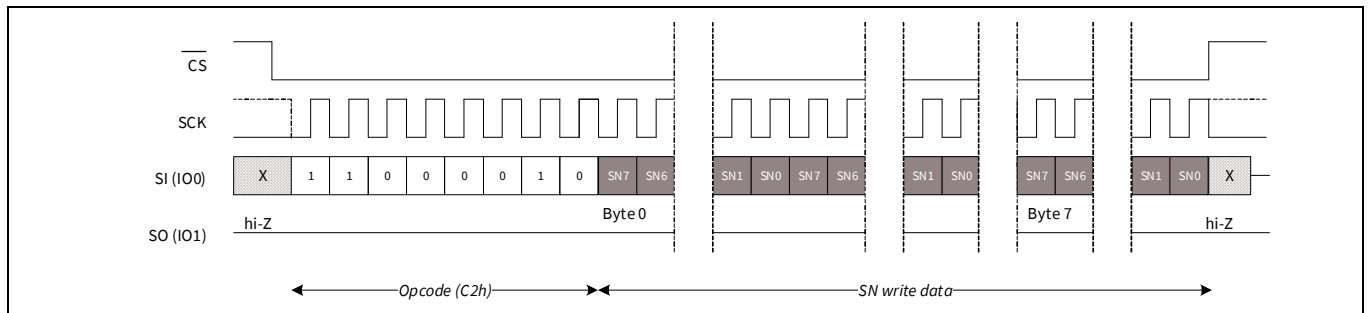 CS
SCK
SI (IO0) X 1 1 0 0 0 0 1 0 SN7 SN6 SN1 SN0 SN7 SN6 SN1 SN0 SN7 SN6 SN1 SN0 X
Byte 0 Byte 7
hi-Z hi-Z
SO (IO1)
Opcode (C2h) SN write data